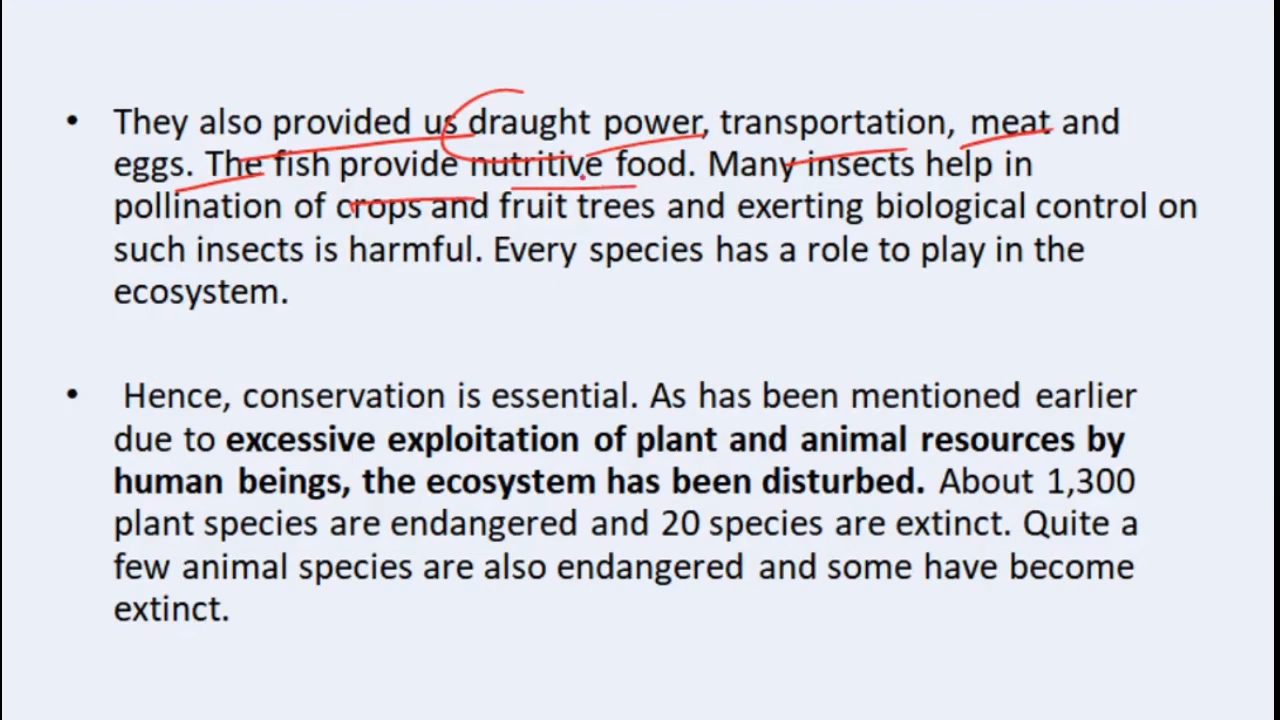 • They also provided us draught power, transportation, meat and
eggs. The fish provide nutritive food. Many insects help in
pollination of crops and fruit trees and exerting biological control on
such insects is harmful. Every species has a role to play in the
ecosystem.
• Hence, conservation is essential. As has been mentioned earlier
due to excessive exploitation of plant and animal resources by
human beings, the ecosystem has been disturbed. About 1,300
plant species are endangered and 20 species are extinct. Quite a
few animal species are also endangered and some have become
extinct.